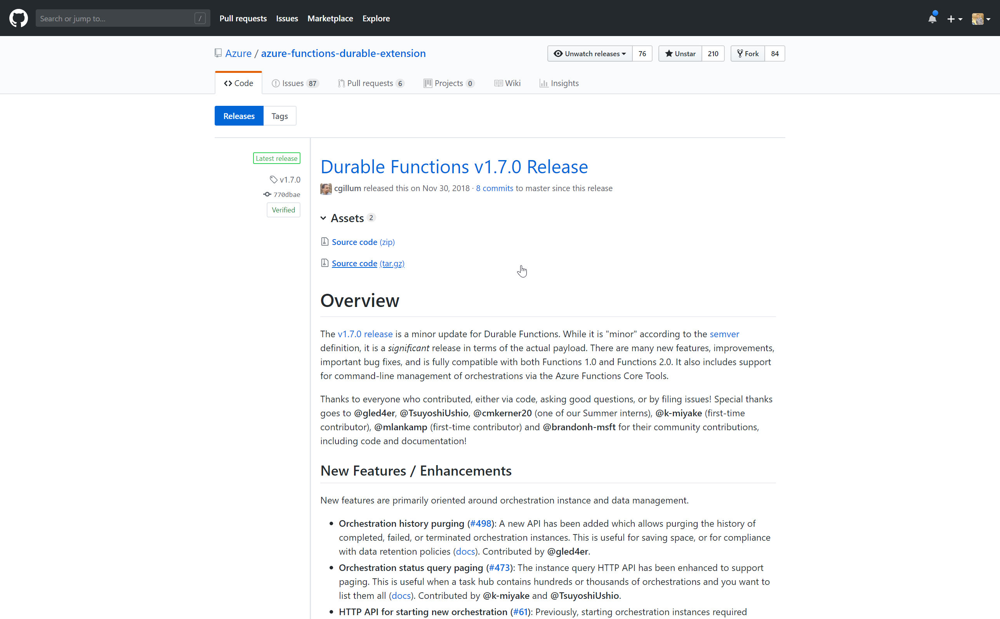 Search or jump to... /
Pull requests Issues Marketplace Explore
Azure / azure-functions-durable-extension
Unwatch releases 76 Unstar 210 Fork 84
Code Issues 87 Pull requests 6 Projects 0 Wiki Insights
Releases Tags
Latest release
v1.7.0
770dbae
Verified
Durable Functions v1.7.0 Release
cgillum released this on Nov 30, 2018 · 8 commits to master since this release
Assets 2
Source code (zip)
Source code (tar.gz)
Overview
The v1.7.0 release is a minor update for Durable Functions. While it is "minor" according to the semver
definition, it is a significant release in terms of the actual payload. There are many new features, improvements,
important bug fixes, and is fully compatible with both Functions 1.0 and Functions 2.0. It also includes support
for command-line management of orchestrations via the Azure Functions Core Tools.
Thanks to everyone who contributed, either via code, asking good questions, or by filing issues! Special thanks
goes to @gled4er, @TsuyoshiUshio, @cmkerner20 (one of our Summer interns), @k-miyake (first-time
contributor), @mlankamp (first-time contributor) and @brandonh-msft for their community contributions,
including code and documentation!
New Features / Enhancements
New features are primarily oriented around orchestration instance and data management.
• Orchestration history purging (#498): A new API has been added which allows purging the history of
completed, failed, or terminated orchestration instances. This is useful for saving space, or for compliance
with data retention policies (docs). Contributed by @gled4er.
• Orchestration status query paging (#473): The instance query HTTP API has been enhanced to support
paging. This is useful when a task hub contains hundreds or thousands of orchestrations and you want to
list them all (docs). Contributed by @k-miyake and @TsuyoshiUshio.
• HTTP API for starting new orchestration (#61): Previously, starting orchestration instances required